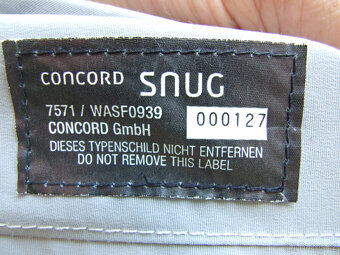 CONCORD SNUG
7571 / WASF0939
CONCORD GmbH
000127
DIESES TYPENSCHILD NICHT ENTFERNEN
DO NOT REMOVE THIS LABEL